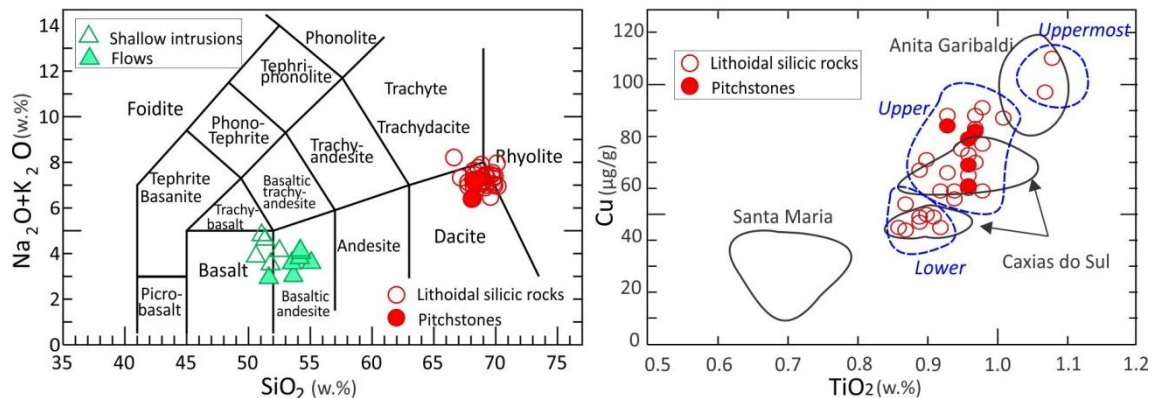 Na2O+K2O(w.%)
14
12
10
8
6
4
2
0
Shallow intrusions
Flows
Phonolite
Tephri-
phonolite
Trachyte
Foidite
Phono-
Tephrite
Trachydacite
Trachy-
andesite
Rhyolite
Tephrite
Basanite
Basaltic
trachy-
andesite
Trachy-
basalt
Dacite
Andesite
Basalt
Picro-
basalt
Basaltic
andesite
Lithoidal silicic rocks
Pitchstones
35 45 50 55 60 65 70 75
SiO2 (w.%)
Cu(µg/g)
120
100
80
60
40
20
0
Lithoidal silicic rocks
Pitchstones
Anita Garibaldi
Uppermost
Upper
Santa Maria
Lower
Caxias do Sul
0.5 0.6 0.7 0.8 0.9 1.0 1.1 1.2
TiO2(w.%)